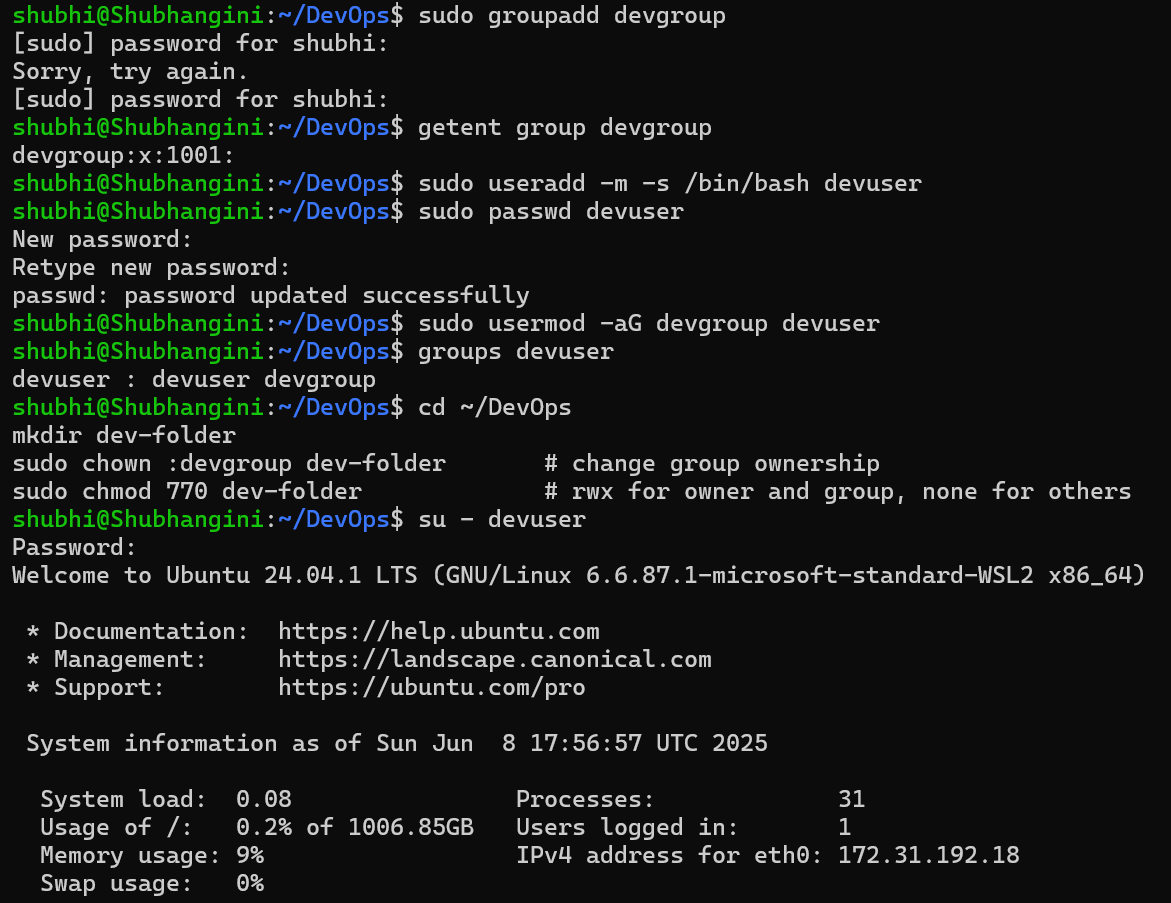 shubhi@Shubhangini:~/DevOps$ sudo groupadd devgroup
[sudo] password for shubhi:
Sorry, try again.
[sudo] password for shubhi:
shubhi@Shubhangini:~/DevOps$ getent group devgroup
devgroup:x:1001:
shubhi@Shubhangini:~/DevOps$ sudo useradd -m -s /bin/bash devuser
shubhi@Shubhangini:~/DevOps$ sudo passwd devuser
New password:
Retype new password:
passwd: password updated successfully
shubhi@Shubhangini:~/DevOps$ sudo usermod -aG devgroup devuser
shubhi@Shubhangini:~/DevOps$ groups devuser
devuser : devuser devgroup
shubhi@Shubhangini:~/DevOps$ cd ~/DevOps
mkdir dev-folder
sudo chown :devgroup dev-folder       # change group ownership
sudo chmod 770 dev-folder             # rwx for owner and group, none for others
shubhi@Shubhangini:~/DevOps$ su - devuser
Password:
Welcome to Ubuntu 24.04.1 LTS (GNU/Linux 6.6.87.1-microsoft-standard-WSL2 x86_64)

 * Documentation:  https://help.ubuntu.com
 * Management:     https://landscape.canonical.com
 * Support:        https://ubuntu.com/pro

 System information as of Sun Jun  8 17:56:57 UTC 2025

  System load:  0.08                  Processes:             31
  Usage of /:   0.2% of 1006.85GB   Users logged in:       1
  Memory usage: 9%                  IPv4 address for eth0: 172.31.192.18
  Swap usage:   0%